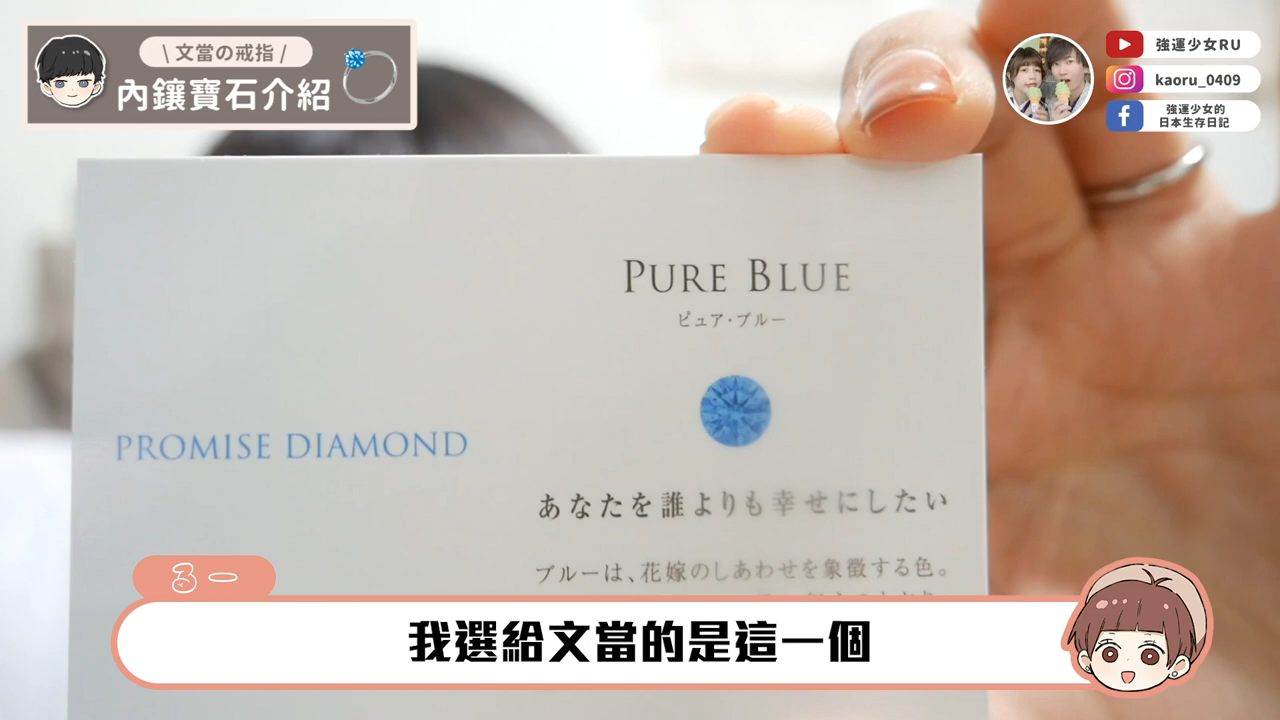 \ 文當の戒指 /
內鑲寶石介紹
強運少女RU
kaoru_0409
強運少女的
日本生存日記
PURE BLUE
ピュア・ブルー
PROMISE DIAMOND
あなたを誰よりも幸せにしたい
ブルーは、花嫁のしあわせを象徴する色。
るー
我選給文當的是這一個